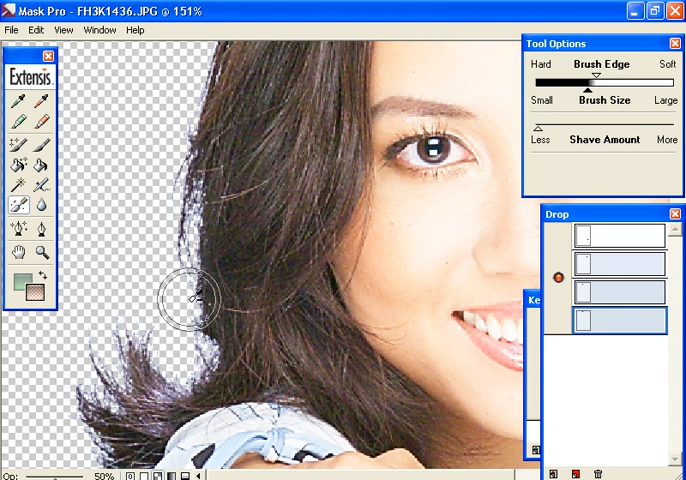 Mask Pro - FH3K1436.JPG @ 151%
File Edit View Window Help
Extensis
Tool Options
Hard Brush Edge Soft
Small Brush Size Large
Less Shave Amount More
Drop
Ke
Op: 50%